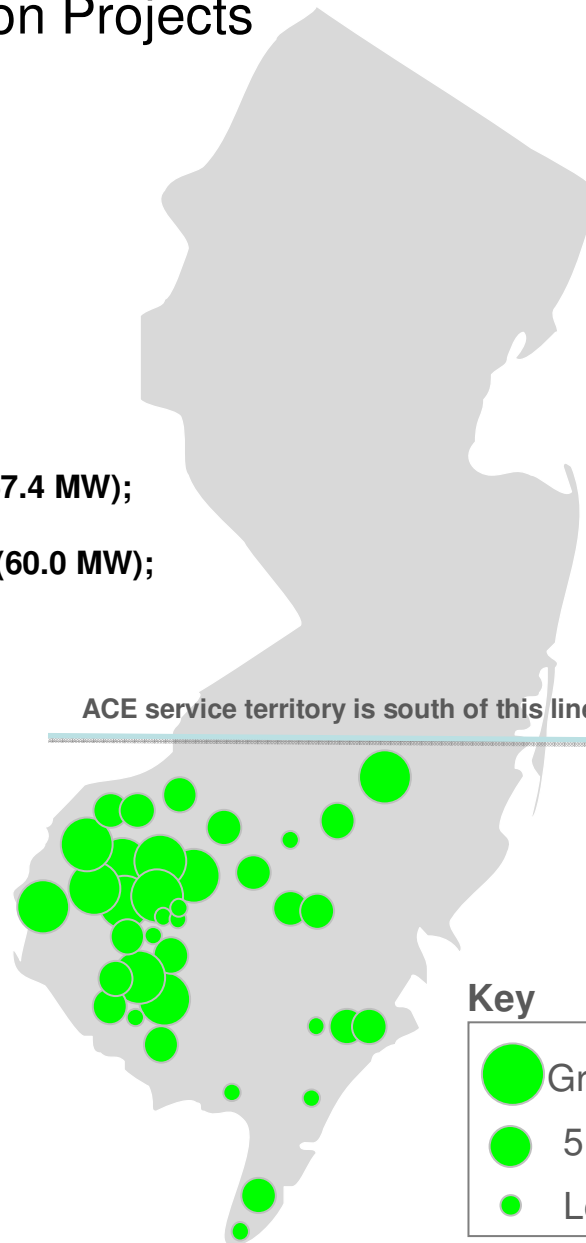 on Projects
7.4 MW);
(60.0 MW);
ACE service territory is south of this line
Key
Gr
5
Le